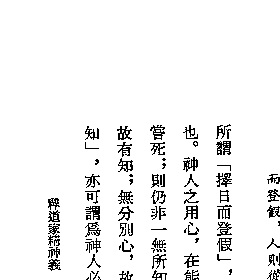 而登假，人則從
所謂「擇日而登假」，
也。神人之用心，在能
嘗死；則仍非一無所知
故有知；無分別心，故
知」，亦可謂爲神人必
釋道家精神義